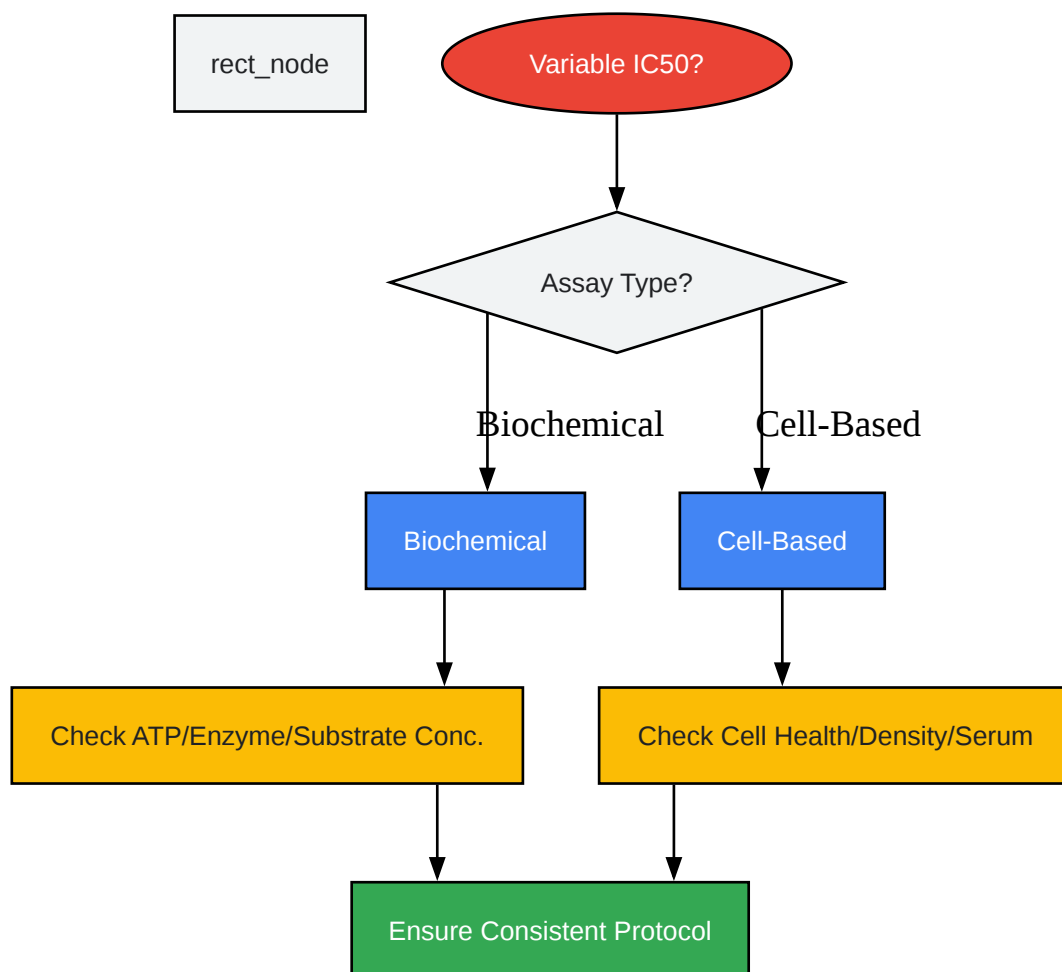 rect_node
Variable IC50?
Assay Type?
Biochemical
Cell-Based
Biochemical
Cell-Based
Check ATP/Enzyme/Substrate Conc.
Check Cell Health/Density/Serum
Ensure Consistent Protocol